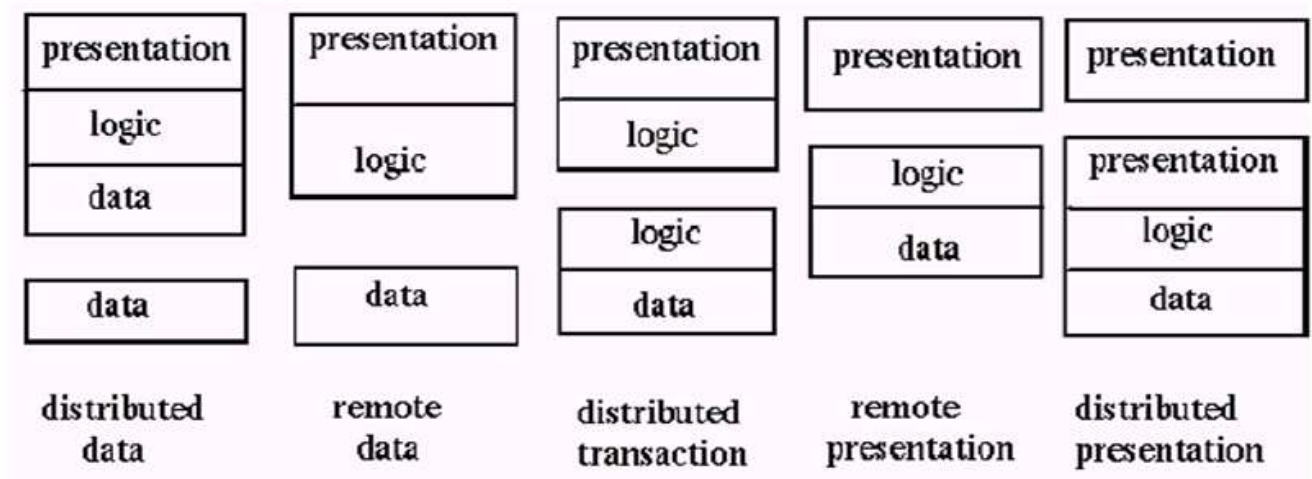 presentation
logic
data
data
distributed
data
presentation
logic
data
remote
data
presentation
logic
logic
data
distributed
transaction
presentation
logic
data
remote
presentation
presentation
presentation
logic
data
distributed
presentation